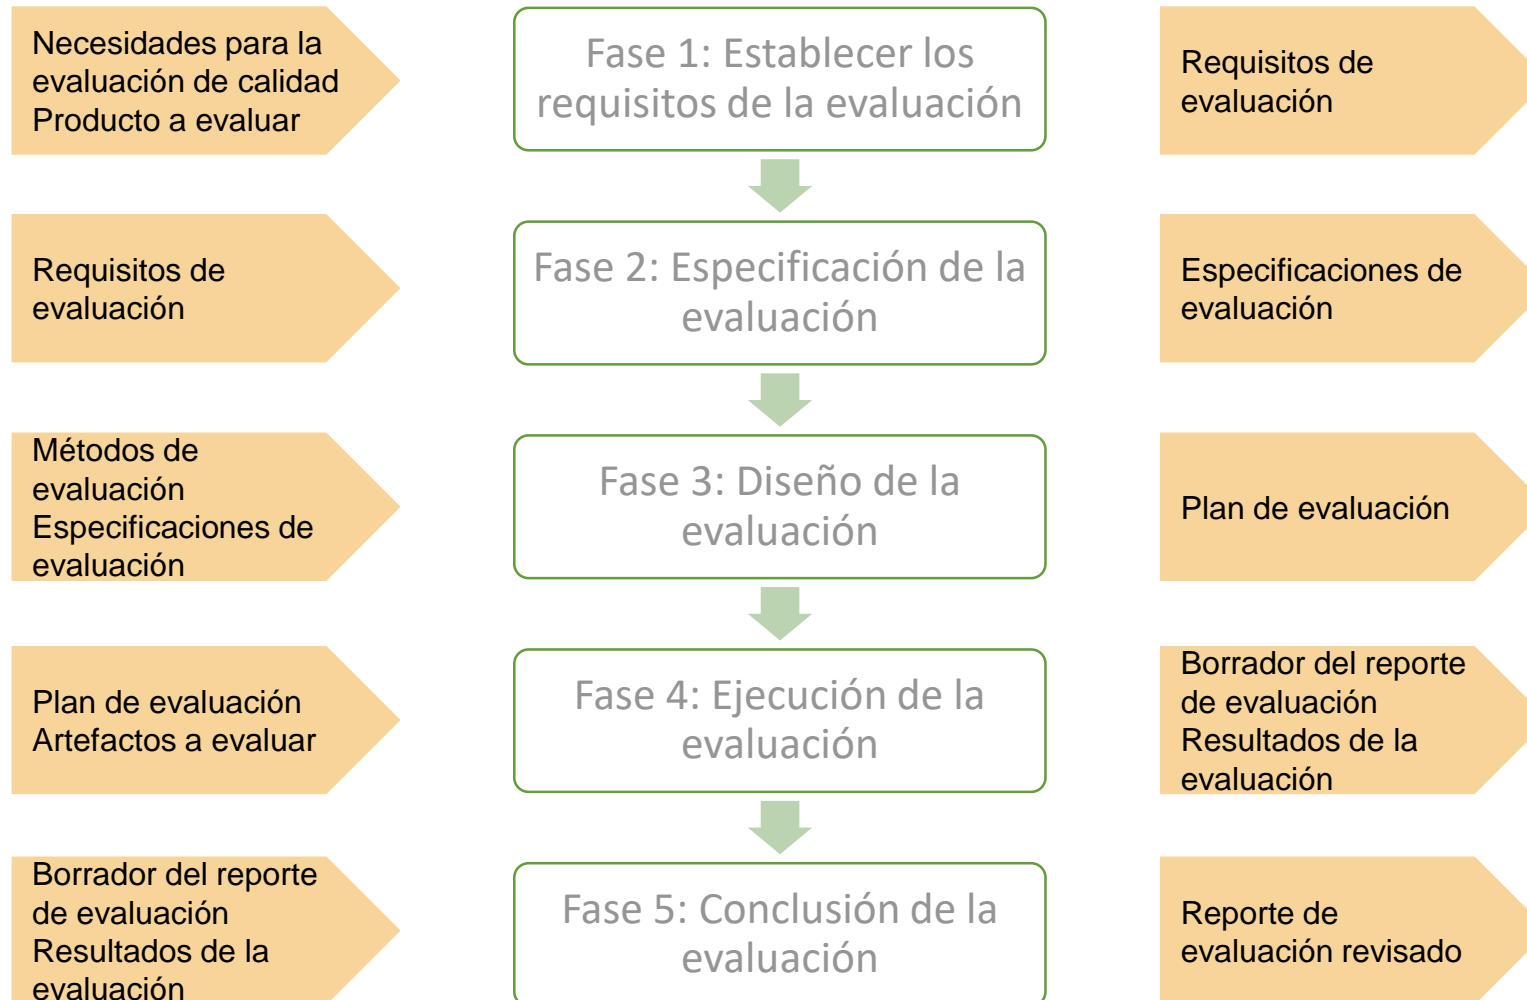 Necesidades para la
evaluación de calidad
Producto a evaluar
Fase 1: Establecer los
requisitos de la evaluación
Requisitos de
evaluación
Requisitos de
evaluación
Fase 2: Especificación de la
evaluación
Especificaciones de
evaluación
Métodos de
evaluación
Especificaciones de
evaluación
Fase 3: Diseño de la
evaluación
Plan de evaluación
Plan de evaluación
Artefactos a evaluar
Fase 4: Ejecución de la
evaluación
Borrador del reporte
de evaluación
Resultados de la
evaluación
Borrador del reporte
de evaluación
Resultados de la
evaluación
Fase 5: Conclusión de la
evaluación
Reporte de
evaluación revisado